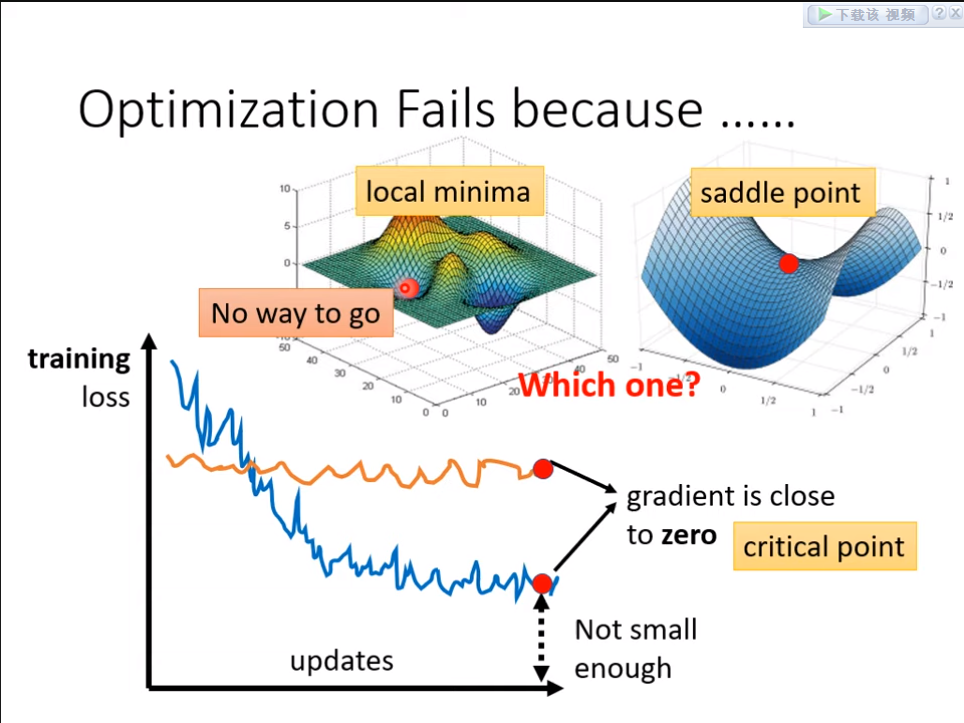 下载该 视频
Optimization Fails because ......
local minima
saddle point
No way to go
10
5
0
50
40
30
20
10
0
0
10
20
40
50
1
1/2
0
−1/2
−1
1
1/2
0
−1/2
−1
−1
0
1/2
1
Which one?
training
loss
gradient is close
to zero
critical point
Not small
enough
updates